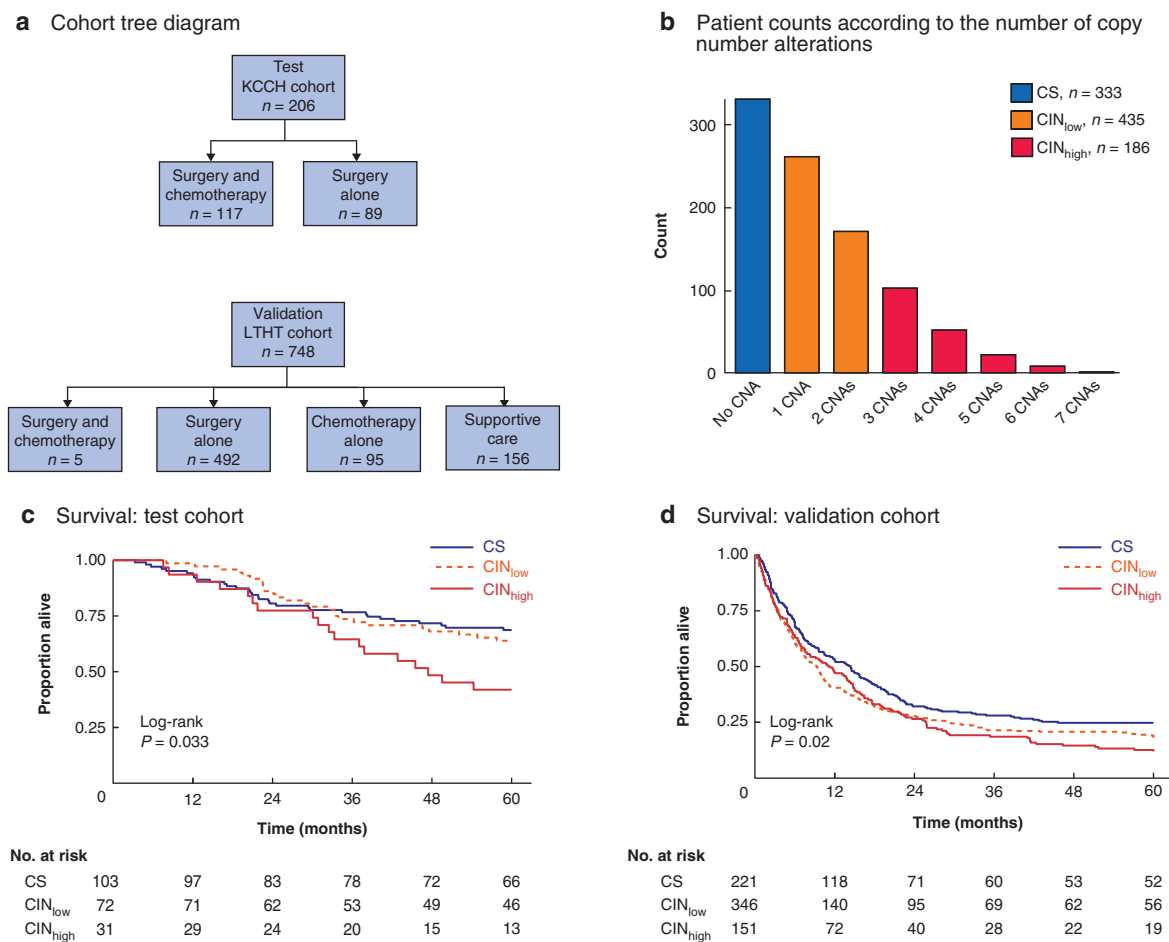 a Cohort tree diagram
Test
KCCH cohort
n = 206
Surgery and
chemotherapy
n = 117
Surgery
alone
n = 89
Validation
LTHT cohort
n = 748
Surgery and
chemotherapy
n = 5
Surgery
alone
n = 492
Chemotherapy
alone
n = 95
Supportive
care
n = 156
b Patient counts according to the number of copy
number alterations
CS, n = 333
CINlow, n = 435
CINhigh, n = 186
Count
300
200
100
0
No CNA
1 CNA
2 CNAs
3 CNAs
4 CNAs
5 CNAs
6 CNAs
7 CNAs
c Survival: test cohort
CS
CINlow
CINhigh
Proportion alive
1.00
0.75
0.50
0.25
0
Log-rank
P = 0.033
12 24 36 48 60
Time (months)
No. at risk
CS 103 97 83 78 72 66
CINlow 72 71 62 53 49 46
CINhigh 31 29 24 20 15 13
d Survival: validation cohort
CS
CINlow
CINhigh
Proportion alive
1.00
0.75
0.50
0.25
0
Log-rank
P = 0.02
12 24 36 48 60
Time (months)
No. at risk
CS 221 118 71 60 53 52
CINlow 346 140 95 69 62 56
CINhigh 151 72 40 28 22 19